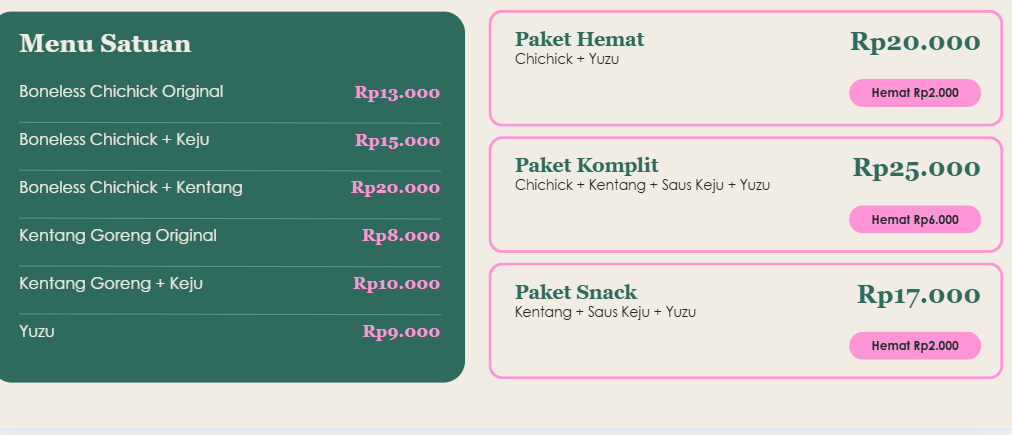 Menu Satuan
Boneless Chichick Original Rp13.000
Boneless Chichick + Keju Rp15.000
Boneless Chichick + Kentang Rp20.000
Kentang Goreng Original Rp8.000
Kentang Goreng + Keju Rp10.000
Yuzu Rp9.000
Paket Hemat Rp20.000
Chichick + Yuzu
Hemat Rp2.000
Paket Komplit Rp25.000
Chichick + Kentang + Saus Keju + Yuzu
Hemat Rp6.000
Paket Snack Rp17.000
Kentang + Saus Keju + Yuzu
Hemat Rp2.000